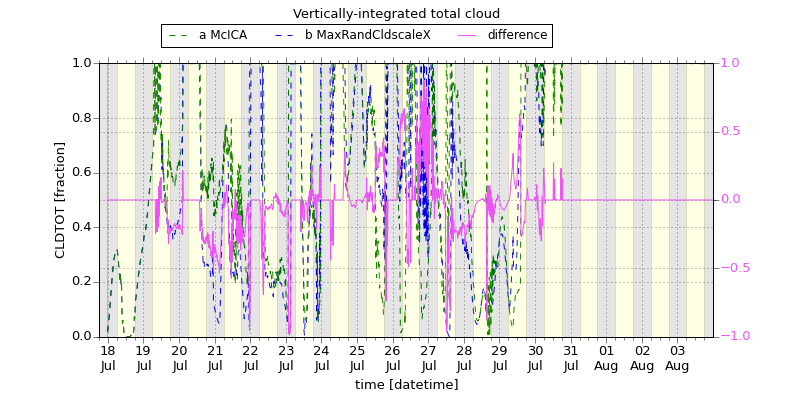 Vertically-integrated total cloud
a McICA b MaxRandCldscaleX difference
1.0 1.0
0.8 0.5
0.6
0.4 0.0
0.2 −0.5
0.0 −1.0
CLDTOT [fraction]
18 19 20 21 22 23 24 25 26 27 28 29 30 31 01 02 03
Jul Jul Jul Jul Jul Jul Jul Jul Jul Jul Jul Jul Jul Jul Aug Aug Aug
time [datetime]